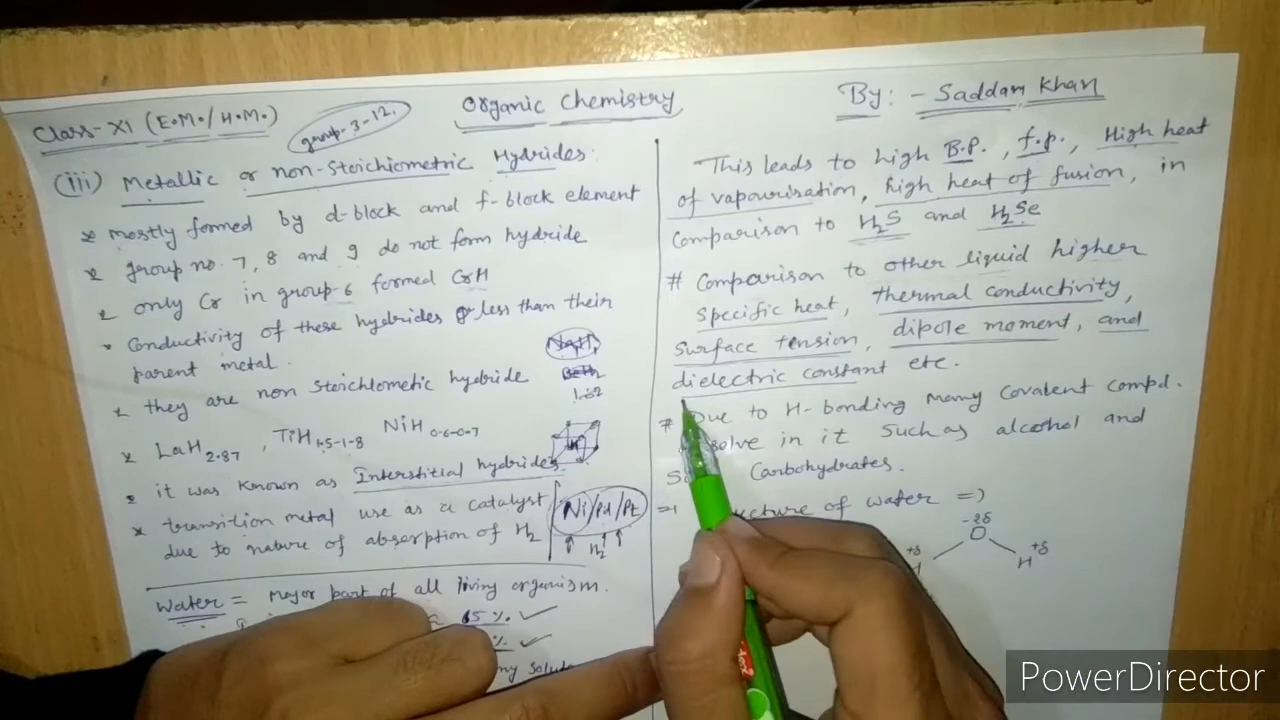 Class-XI (E.M./H.M.)
group-3-12.
Organic Chemistry
By:- Saddam Khan
(iii) Metallic or non-Stoichiometric Hydrides.
* mostly formed by d-block and f-block element
* group no. 7, 8 and 9 do not form hydride
* only Cr in group-6 formed CrH
* Conductivity of these hybrides less than their
parent metal.
* they are non stoichiometic hybride
* LaH2.87, TiH1.5-1.8 NiH0.6-0.7
* it was known as Interstitial hybrides.
* transition metal use as a catalyst
due to nature of absorption of H2
Ni/Pd/Pt
H2
Water = Major part of all living organism.
65%
%
This leads to high B.P., f.p., High heat
of vapourisation, high heat of fusion, in
Comparison to H2S and H2Se
# Comparison to other liquid higher
Specific heat, thermal conductivity,
Surface tension, dipole moment, and
dielectric constant etc.
# Due to H-bonding many Covalent compd.
solve in it such as alcohol and
Carbohydrates.
of water =>
-2δ
O
+δ +δ
H H
PowerDirector